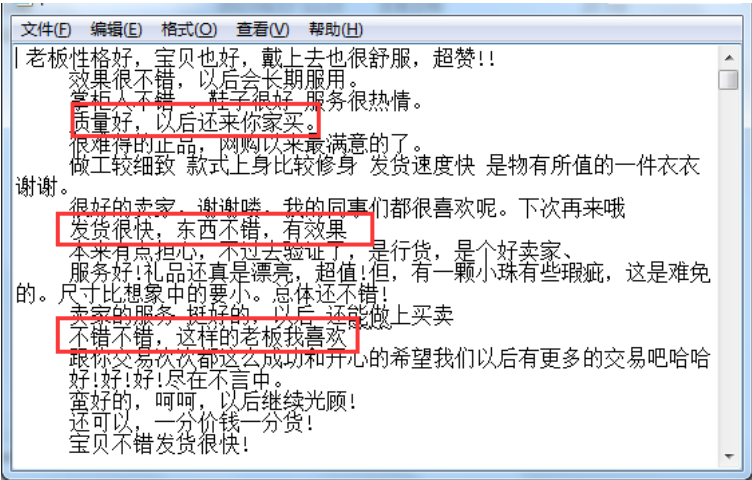 文件(F) 编辑(E) 格式(O) 查看(V) 帮助(H)
老板性格好，宝贝也好，戴上去也很舒服，超赞!!
效果很不错，以后会长期服用。
掌柜人不错 。鞋子很好 服务很热情。
质量好，以后还来你家买。
很难得的正品，网购以来最满意的了。
做工较细致 款式上身比较修身 发货速度快 是物有所值的一件衣衣
谢谢。
很好的卖家，谢谢喽。我的同事们都很喜欢呢。下次再来哦
发货很快，东西不错，有效果
本来有点担心，不过去验证了，是行货，是个好卖家、
服务好!礼品还真是漂亮，超值!但，有一颗小珠有些瑕疵，这是难免
的。尺寸比想象中的要小。总体还不错!
卖家的服务 挺好的，以后 还能做上买卖
不错不错，这样的老板我喜欢
跟你交易次次都这么成功和开心的希望我们以后有更多的交易吧哈哈
好!好!好!尽在不言中。
蛮好的，呵呵，以后继续光顾!
还可以，一分价钱一分货!
宝贝不错发货很快!